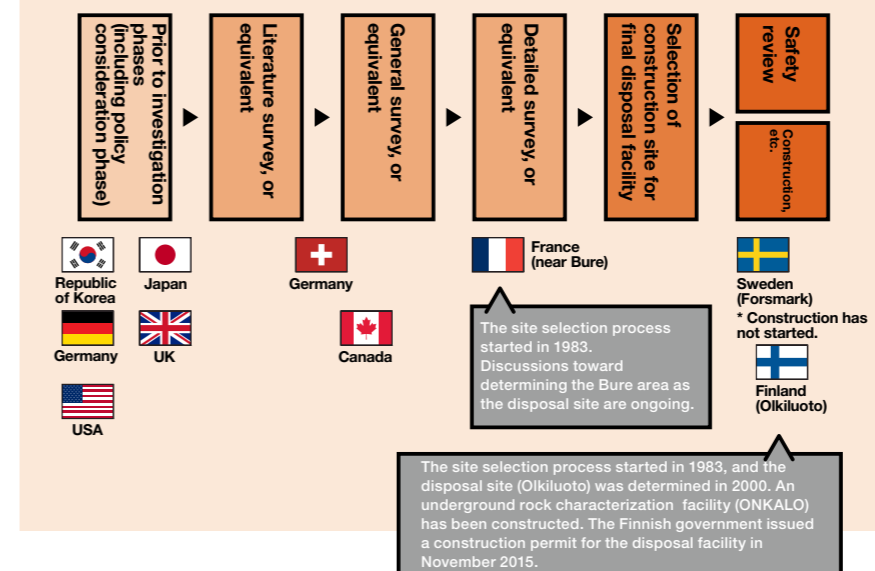 Prior to investigation
phases
(including policy
consideration phase)
Literature survey, or
equivalent
General survey, or
equivalent
Detailed survey, or
equivalent
Selection of
construction site for
final disposal facility
Safety
review
Construction,
etc.
Republic
of Korea
Japan
Germany
France
(near Bure)
Sweden
(Forsmark)
* Construction has
not started.
Germany
UK
Canada
The site selection process
started in 1983.
Discussions toward
determining the Bure area as
the disposal site are ongoing.
Finland
(Olkiluoto)
USA
The site selection process started in 1983, and the
disposal site (Olkiluoto) was determined in 2000. An
underground rock characterization facility (ONKALO)
has been constructed. The Finnish government issued
a construction permit for the disposal facility in
November 2015.